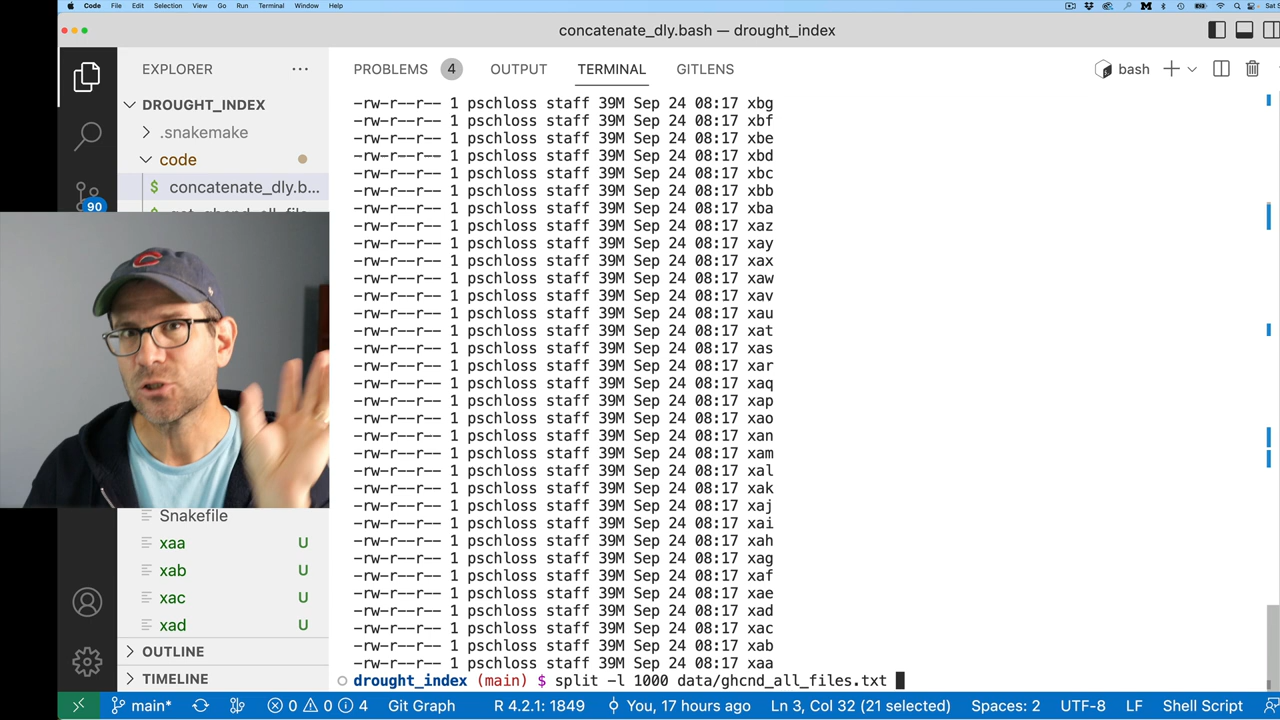 Code File Edit Selection View Go Run Terminal Window Help
concatenate_dly.bash — drought_index
EXPLORER ···
PROBLEMS 4 OUTPUT TERMINAL GITLENS
bash
DROUGHT_INDEX
.snakemake
code
$ concatenate_dly.b...
90
Snakefile
xaa U
xab U
xac U
xad U
OUTLINE
TIMELINE
-rw-r--r-- 1 pschloss staff 39M Sep 24 08:17 xbg
-rw-r--r-- 1 pschloss staff 39M Sep 24 08:17 xbf
-rw-r--r-- 1 pschloss staff 39M Sep 24 08:17 xbe
-rw-r--r-- 1 pschloss staff 39M Sep 24 08:17 xbd
-rw-r--r-- 1 pschloss staff 39M Sep 24 08:17 xbc
-rw-r--r-- 1 pschloss staff 39M Sep 24 08:17 xbb
-rw-r--r-- 1 pschloss staff 39M Sep 24 08:17 xba
-rw-r--r-- 1 pschloss staff 39M Sep 24 08:17 xaz
-rw-r--r-- 1 pschloss staff 39M Sep 24 08:17 xay
-rw-r--r-- 1 pschloss staff 39M Sep 24 08:17 xax
-rw-r--r-- 1 pschloss staff 39M Sep 24 08:17 xaw
-rw-r--r-- 1 pschloss staff 39M Sep 24 08:17 xav
-rw-r--r-- 1 pschloss staff 39M Sep 24 08:17 xau
-rw-r--r-- 1 pschloss staff 39M Sep 24 08:17 xat
-rw-r--r-- 1 pschloss staff 39M Sep 24 08:17 xas
-rw-r--r-- 1 pschloss staff 39M Sep 24 08:17 xar
-rw-r--r-- 1 pschloss staff 39M Sep 24 08:17 xaq
-rw-r--r-- 1 pschloss staff 39M Sep 24 08:17 xap
-rw-r--r-- 1 pschloss staff 39M Sep 24 08:17 xao
-rw-r--r-- 1 pschloss staff 39M Sep 24 08:17 xan
-rw-r--r-- 1 pschloss staff 39M Sep 24 08:17 xam
-rw-r--r-- 1 pschloss staff 39M Sep 24 08:17 xal
-rw-r--r-- 1 pschloss staff 39M Sep 24 08:17 xak
-rw-r--r-- 1 pschloss staff 39M Sep 24 08:17 xaj
-rw-r--r-- 1 pschloss staff 39M Sep 24 08:17 xai
-rw-r--r-- 1 pschloss staff 39M Sep 24 08:17 xah
-rw-r--r-- 1 pschloss staff 39M Sep 24 08:17 xag
-rw-r--r-- 1 pschloss staff 39M Sep 24 08:17 xaf
-rw-r--r-- 1 pschloss staff 39M Sep 24 08:17 xae
-rw-r--r-- 1 pschloss staff 39M Sep 24 08:17 xad
-rw-r--r-- 1 pschloss staff 39M Sep 24 08:17 xac
-rw-r--r-- 1 pschloss staff 39M Sep 24 08:17 xab
-rw-r--r-- 1 pschloss staff 39M Sep 24 08:17 xaa
drought_index (main) $ split -l 1000 data/ghcnd_all_files.txt
main* 0 0 4 Git Graph R 4.2.1: 1849 You, 17 hours ago Ln 3, Col 32 (21 selected) Spaces: 2 UTF-8 LF Shell Script